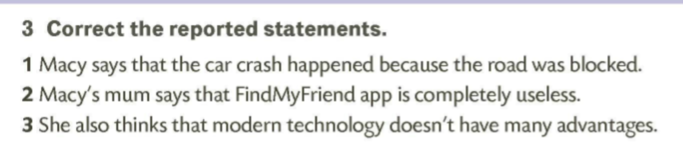 3 Correct the reported statements.
1 Macy says that the car crash happened because the road was blocked.
2 Macy's mum says that FindMyFriend app is completely useless.
3 She also thinks that modern technology doesn't have many advantages.